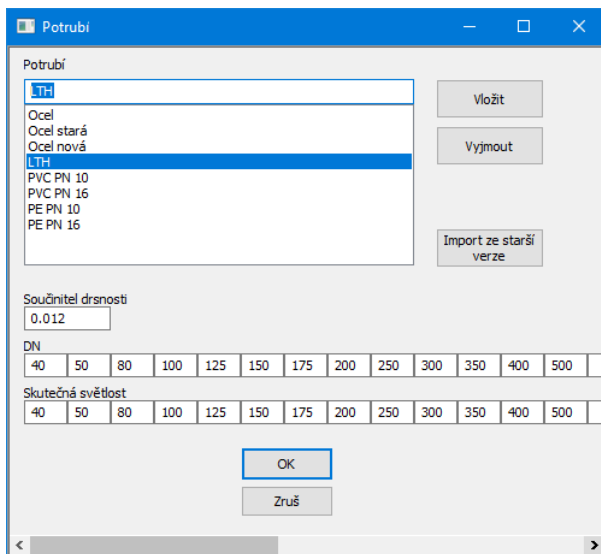 Potrubí
Potrubí
LTH
Vložit
Ocel
Ocel stará
Ocel nová
LTH
PVC PN 10
PVC PN 16
PE PN 10
PE PN 16
Vyjmout
Import ze starší
verze
Součinitel drsnosti
0.012
DN
40 50 80 100 125 150 175 200 250 300 350 400 500
Skutečná světlost
40 50 80 100 125 150 175 200 250 300 350 400 500
OK
Zruš